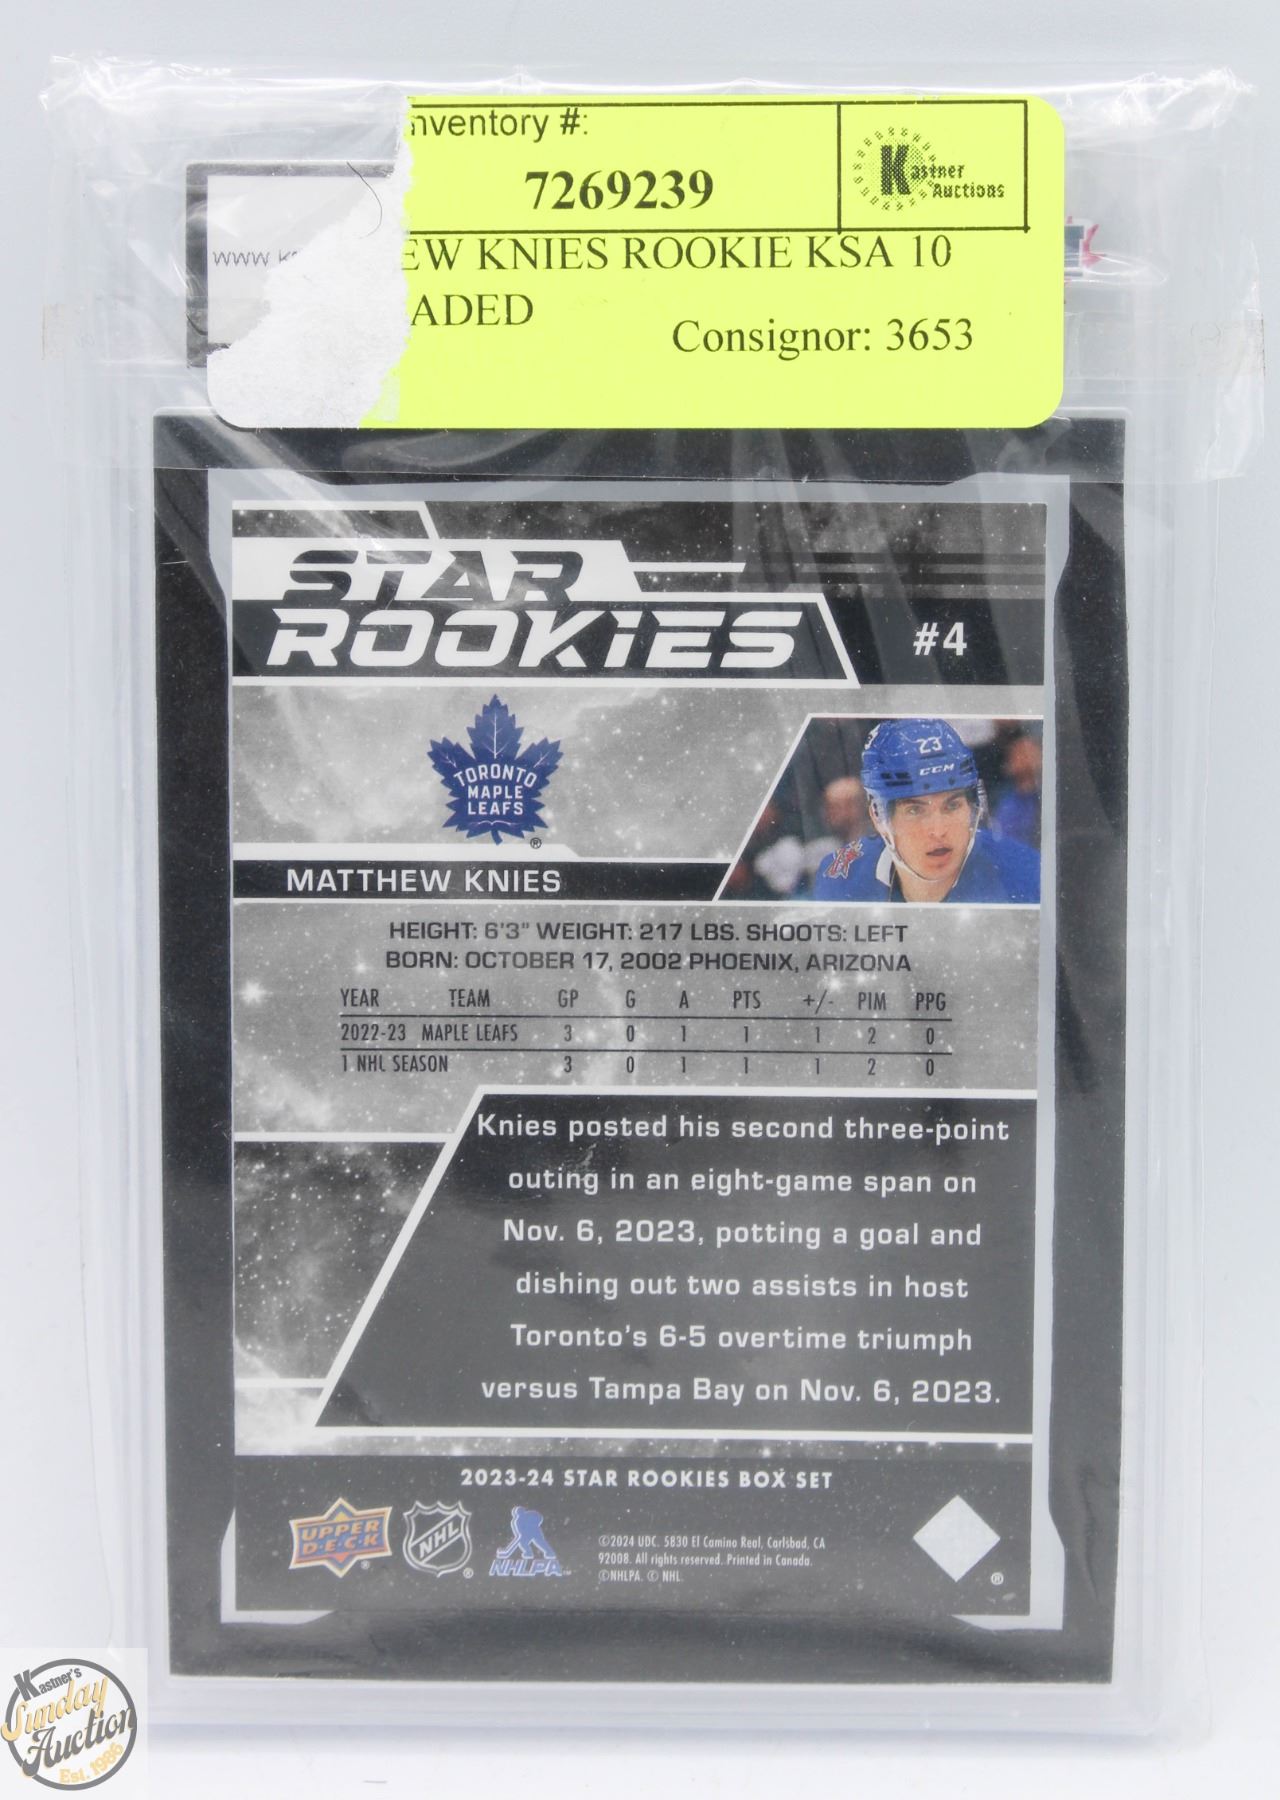 nventory #:
7269239
Kastner
Auctions
www.
EW KNIES ROOKIE KSA 10
ADED
Consignor: 3653
STAR
ROOKIES
#4
TORONTO
MAPLE
LEAFS
®
23
CCM
MATTHEW KNIES
HEIGHT: 6'3" WEIGHT: 217 LBS. SHOOTS: LEFT
BORN: OCTOBER 17, 2002 PHOENIX, ARIZONA
YEAR TEAM GP G A PTS +/- PIM PPG
2022-23 MAPLE LEAFS 3 0 1 1 1 2 0
1 NHL SEASON 3 0 1 1 1 2 0
Knies posted his second three-point
outing in an eight-game span on
Nov. 6, 2023, potting a goal and
dishing out two assists in host
Toronto's 6-5 overtime triumph
versus Tampa Bay on Nov. 6, 2023.
2023-24 STAR ROOKIES BOX SET
UPPER
D·E·C·K
®
NHL
®
NHLPA™
©2024 UDC. 5830 El Camino Real, Carlsbad, CA
92008. All rights reserved. Printed in Canada.
©NHLPA. © NHL.
®
Kastner's
Sunday
Auction
Est. 1986